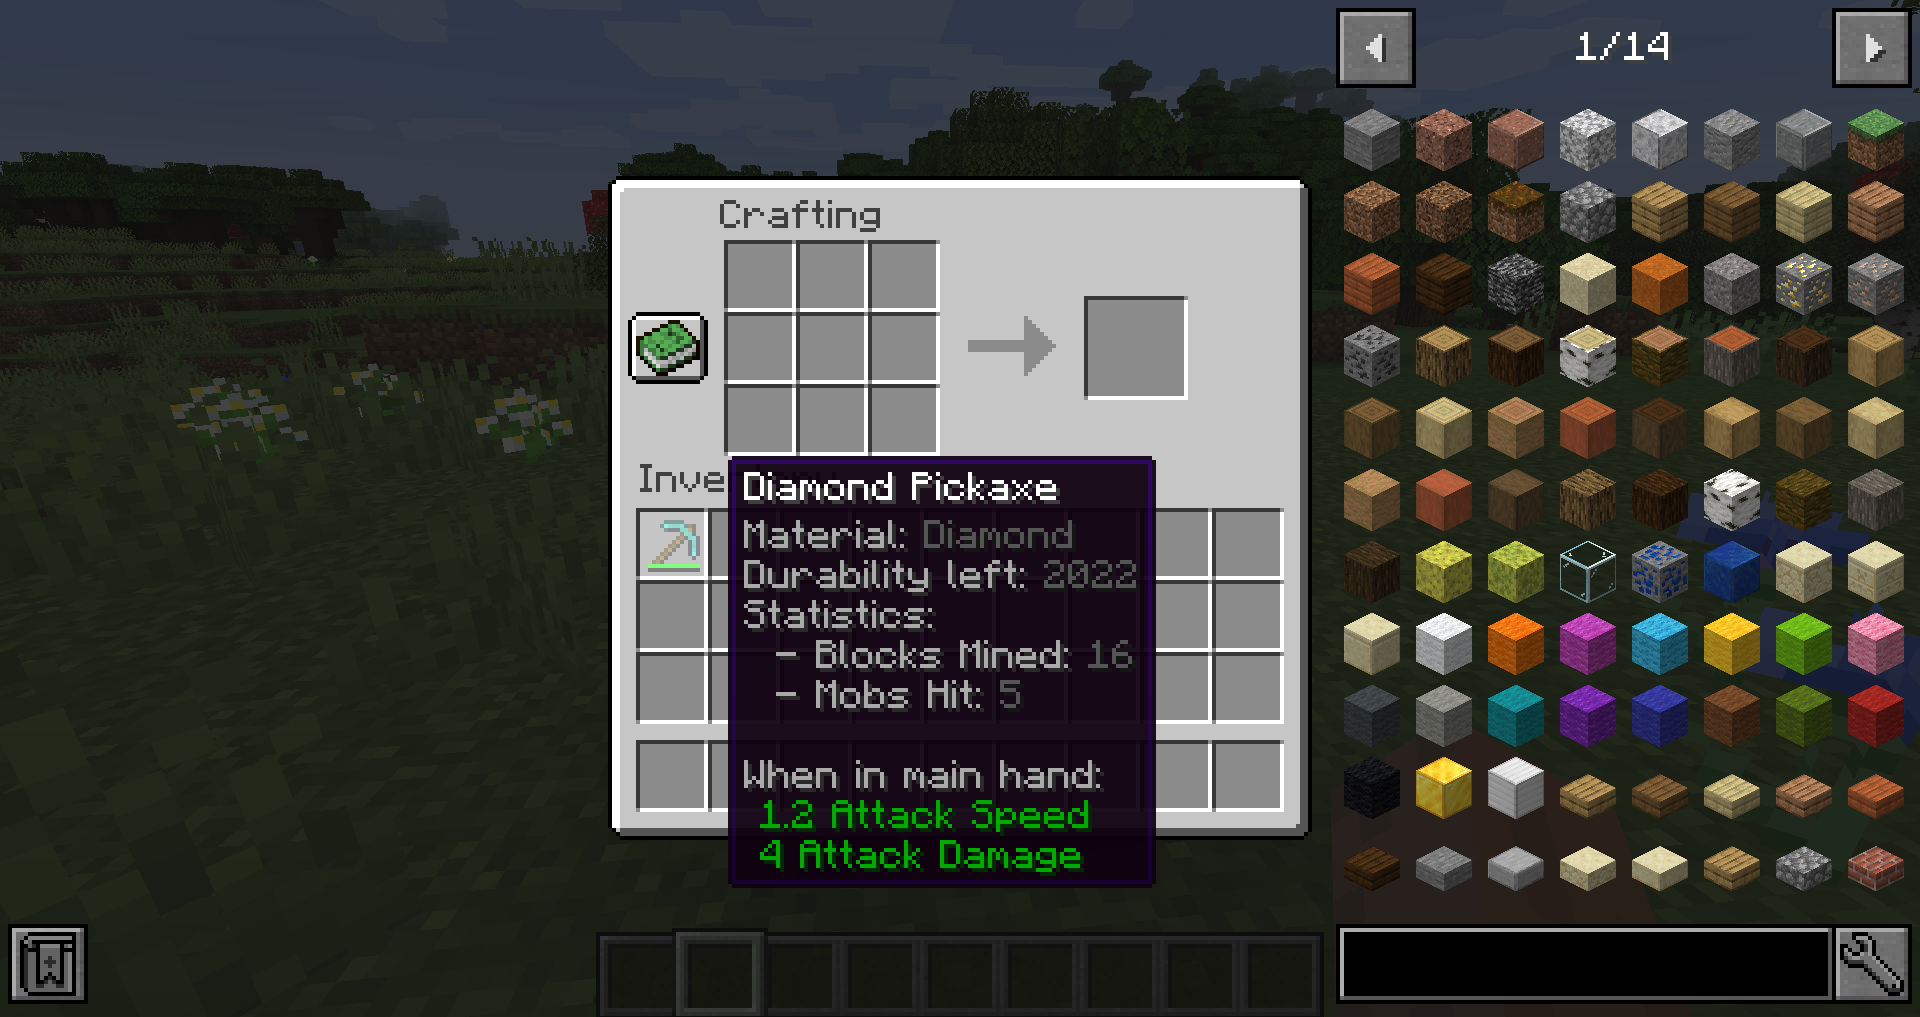 1/14
Crafting
Inve
Diamond Pickaxe
Material: Diamond
Durability left: 2022
Statistics:
- Blocks Mined: 16
- Mobs Hit: 5
When in main hand:
1.2 Attack Speed
4 Attack Damage